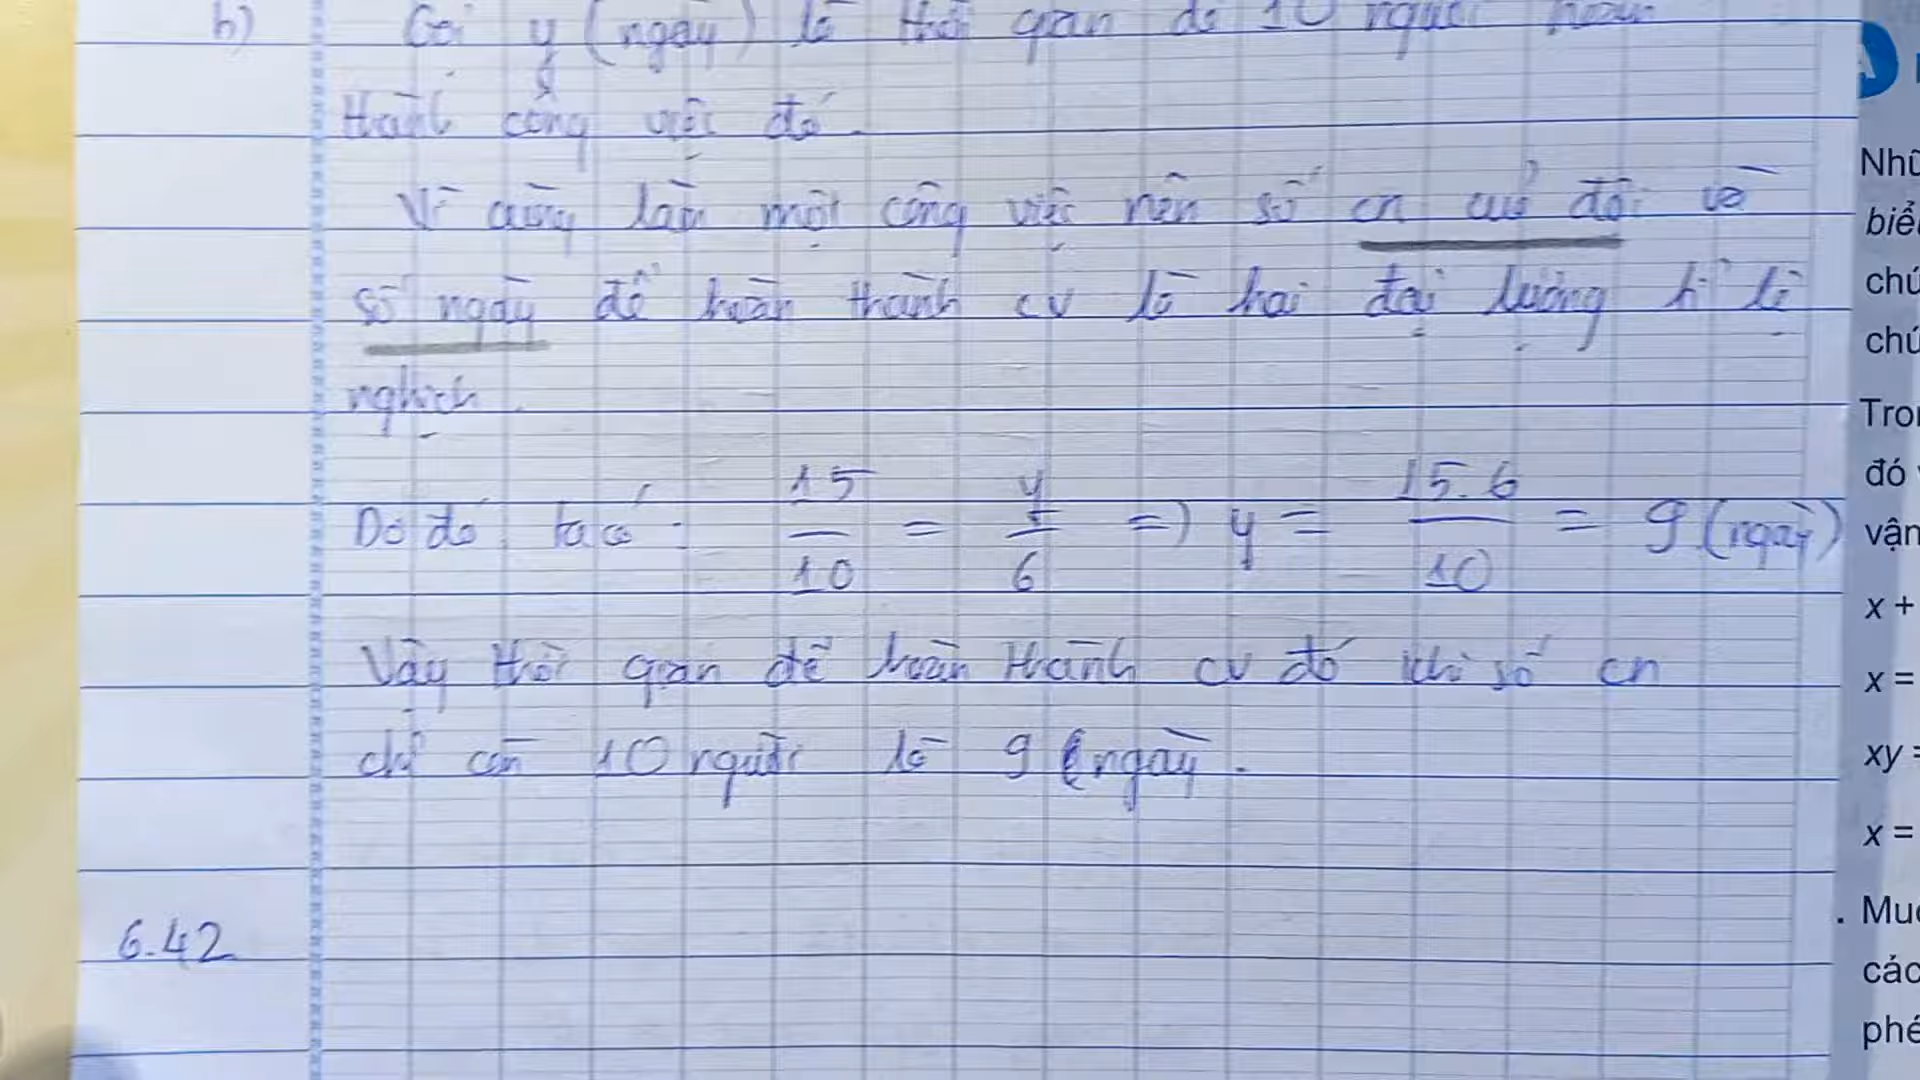 b) Gọi y (ngày) là thời gian để 10 người hoàn
thành công việc đó.
Vì cùng làm một công việc nên số cn của đội và
số ngày để hoàn thành cv là hai đại lượng tỉ lệ
nghịch.
Do đó, ta có: 15/10 = y/6 => y = 15.6/10 = 9 (ngày)
Vậy thời gian để hoàn thành cv đó khi số cn
chỉ còn 10 người là 9 (ngày.
6.42
A
Nhữ
biểu
chú
chú
Tron
đó
vận
x +
x =
xy =
x =
. Muc
các
phé